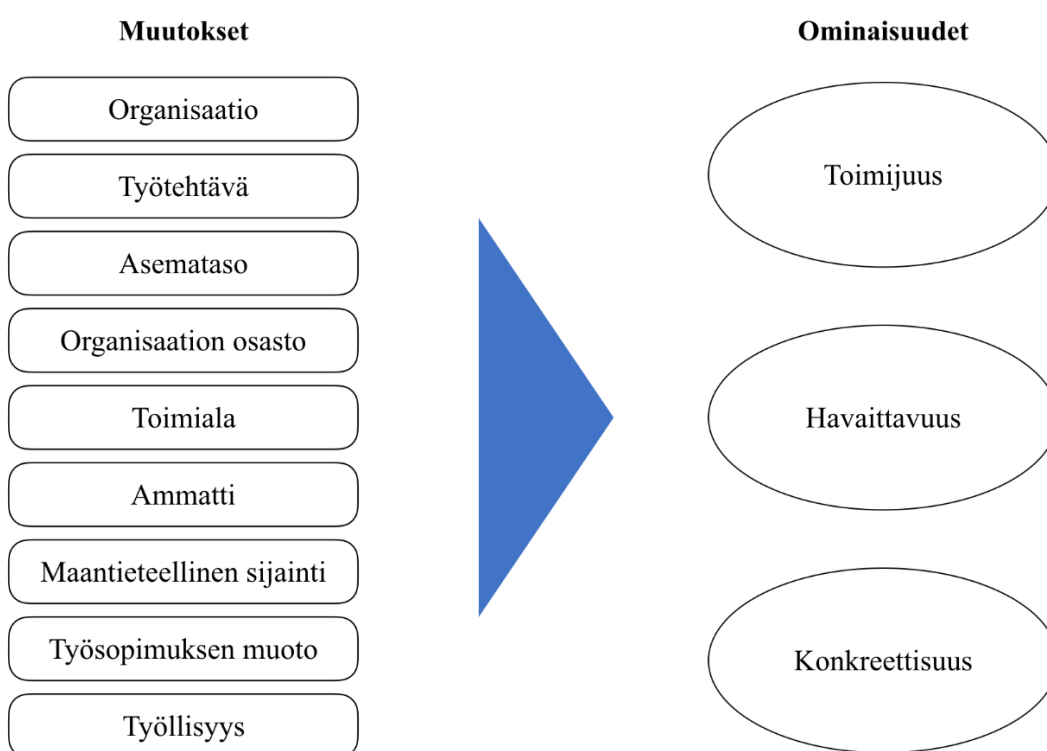 Muutokset
Organisaatio
Työtehtävä
Asemataso
Organisaation osasto
Toimiala
Ammatti
Maantieteellinen sijainti
Työsopimuksen muoto
Työllisyys
Ominaisuudet
Toimijuus
Havaittavuus
Konkreettisuus